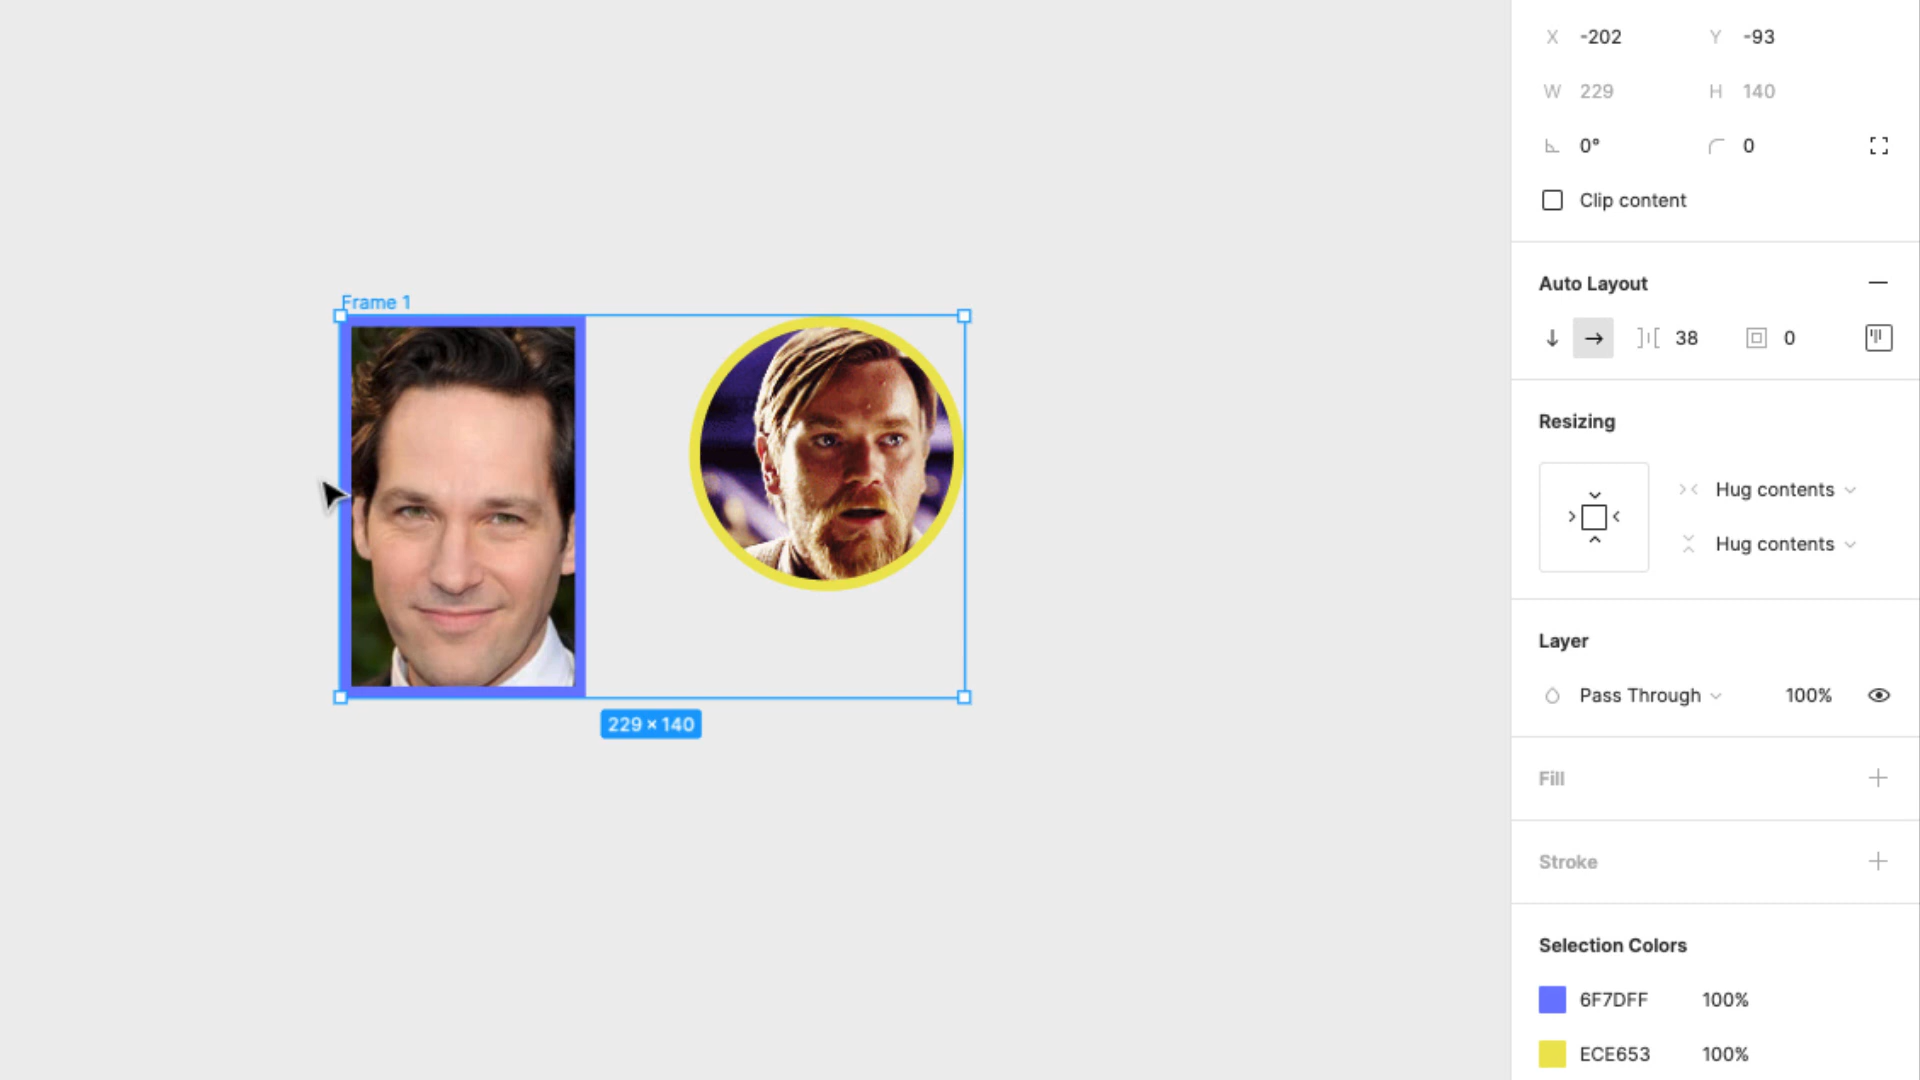 X -202 Y -93
W 229 H 140
0° 0
Clip content
Auto Layout
38 0
Resizing
Hug contents
Hug contents
Layer
Pass Through 100%
Fill
Stroke
Selection Colors
6F7DFF 100%
ECE653 100%
Frame 1
229 × 140